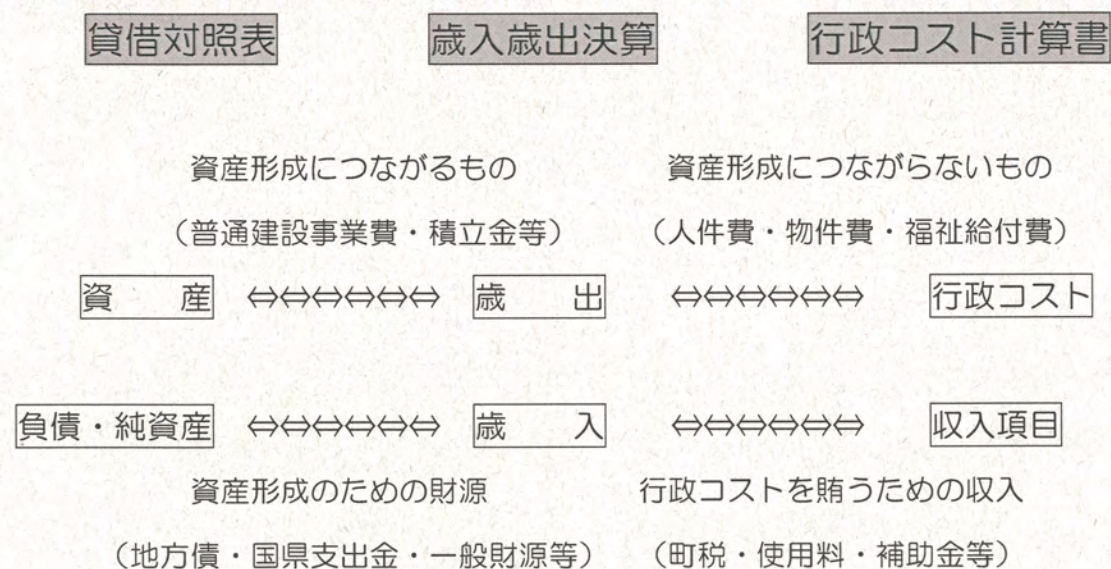 貸借対照表 歳入歳出決算 行政コスト計算書
資産形成につながるもの 資産形成につながらないもの
（普通建設事業費・積立金等） （人件費・物件費・福祉給付費）
資　　産 ⇔⇔⇔⇔⇔⇔ 歳　　出 ⇔⇔⇔⇔⇔⇔ 行政コスト
負債・純資産 ⇔⇔⇔⇔⇔⇔ 歳　　入 ⇔⇔⇔⇔⇔⇔ 収入項目
資産形成のための財源 行政コストを賄うための収入
（地方債・国県支出金・一般財源等） （町税・使用料・補助金等）